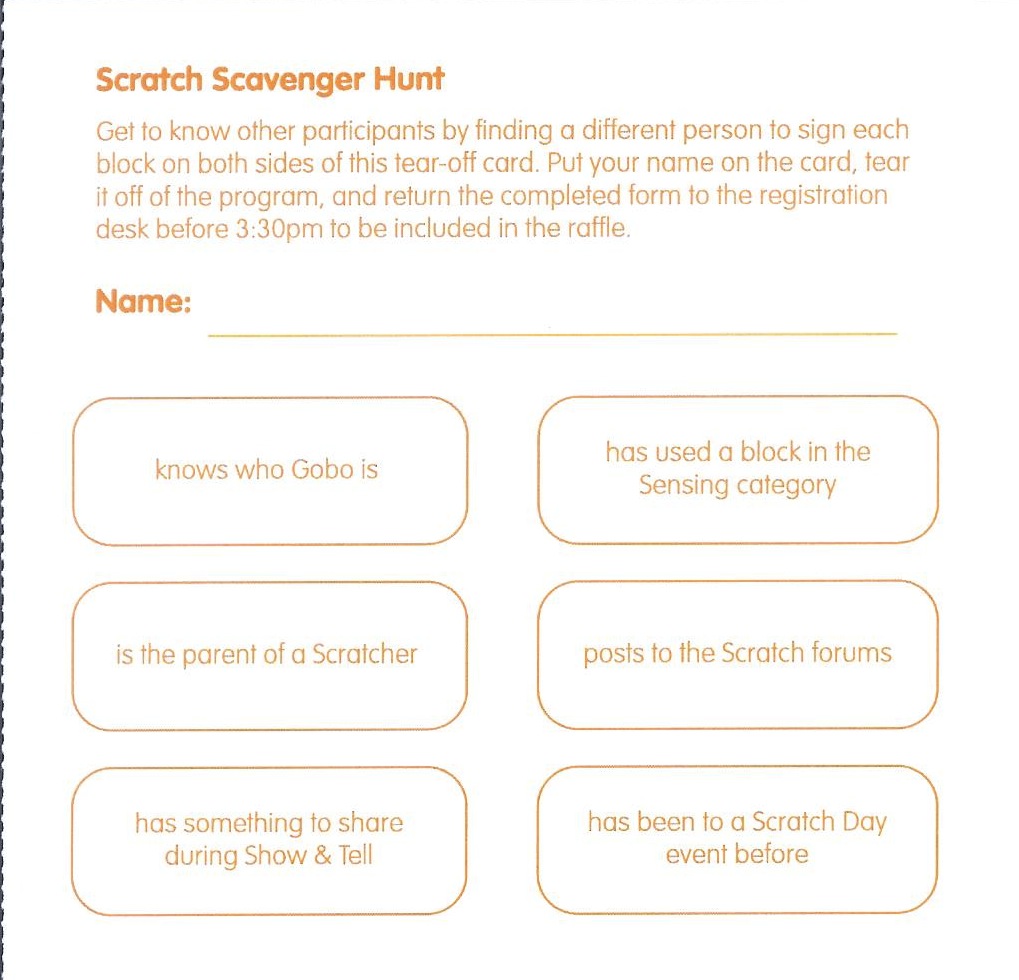 Scratch Scavenger Hunt
Get to know other participants by finding a different person to sign each
block on both sides of this tear-off card. Put your name on the card, tear
it off of the program, and return the completed form to the registration
desk before 3:30pm to be included in the raffle.
Name:
knows who Gobo is
has used a block in the
Sensing category
is the parent of a Scratcher
posts to the Scratch forums
has something to share
during Show & Tell
has been to a Scratch Day
event before